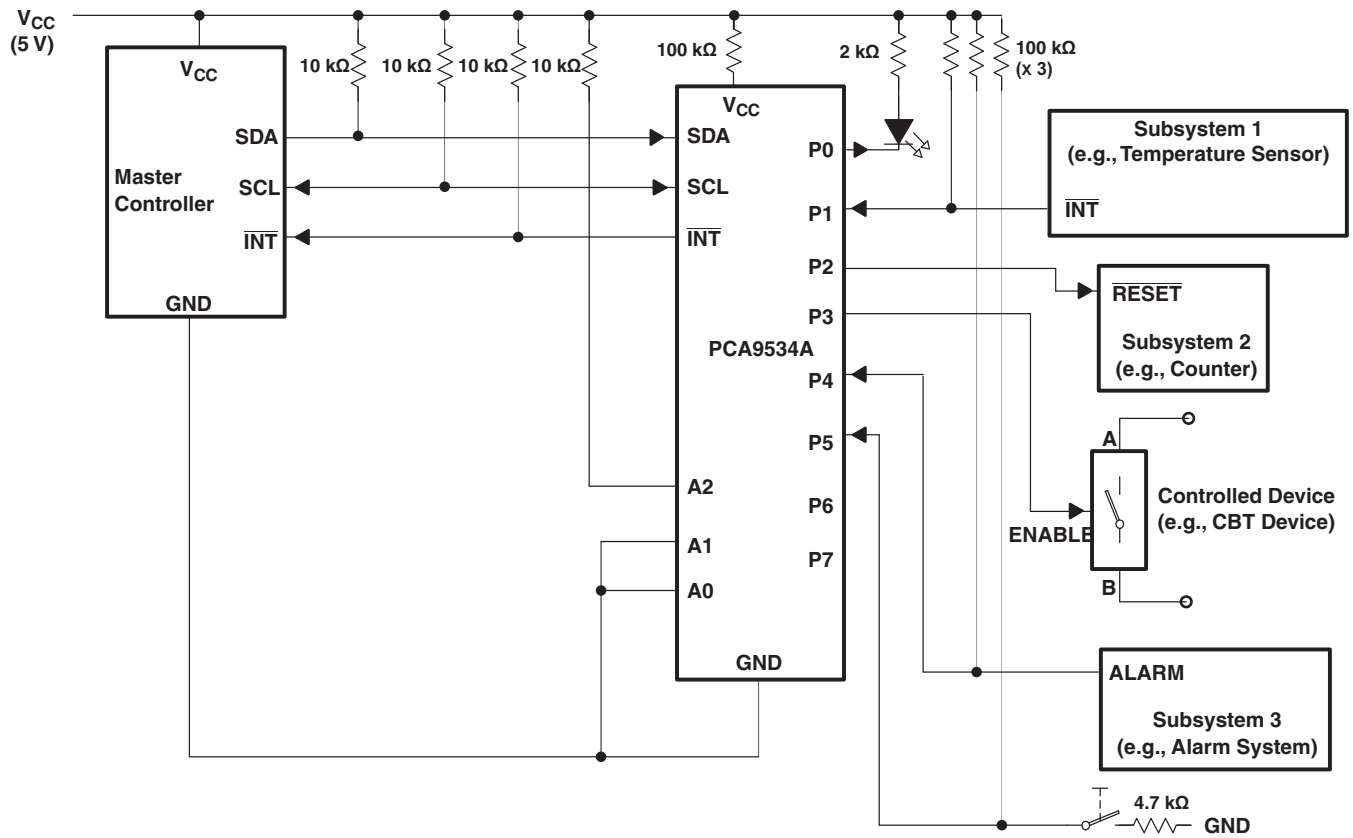 VCC
(5 V)
VCC
10 kΩ
10 kΩ
10 kΩ
10 kΩ
100 kΩ
2 kΩ
100 kΩ
(x 3)
Master
Controller
SDA
SCL
INT
GND
VCC
SDA
SCL
INT
PCA9534A
A2
A1
A0
GND
P0
P1
P2
P3
P4
P5
P6
P7
Subsystem 1
(e.g., Temperature Sensor)
INT
RESET
Subsystem 2
(e.g., Counter)
A
ENABLE
B
Controlled Device
(e.g., CBT Device)
ALARM
Subsystem 3
(e.g., Alarm System)
4.7 kΩ
GND